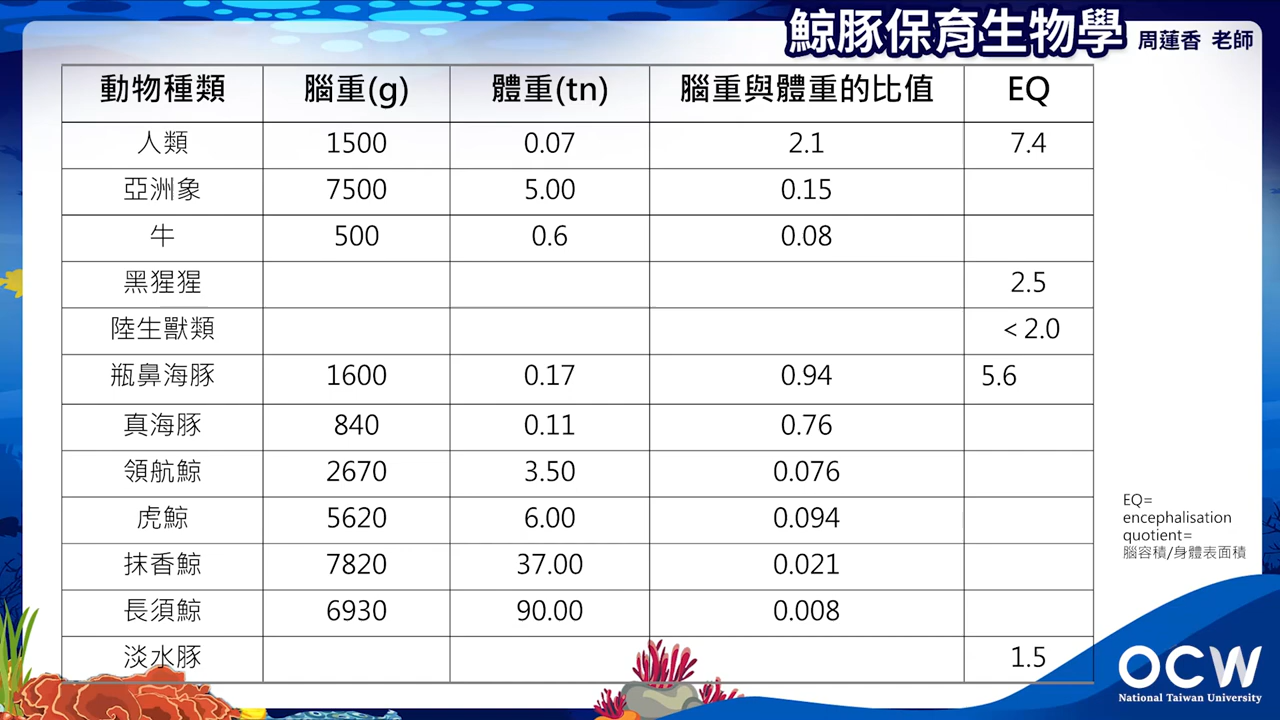 鯨豚保育生物學 周蓮香 老師
動物種類 腦重(g) 體重(tn) 腦重與體重的比值 EQ
人類 1500 0.07 2.1 7.4
亞洲象 7500 5.00 0.15
牛 500 0.6 0.08
黑猩猩 2.5
陸生獸類 ＜2.0
瓶鼻海豚 1600 0.17 0.94 5.6
真海豚 840 0.11 0.76
領航鯨 2670 3.50 0.076
虎鯨 5620 6.00 0.094
抹香鯨 7820 37.00 0.021
長須鯨 6930 90.00 0.008
淡水豚 1.5
EQ=
encephalisation
quotient=
腦容積/身體表面積
OCW
National Taiwan University